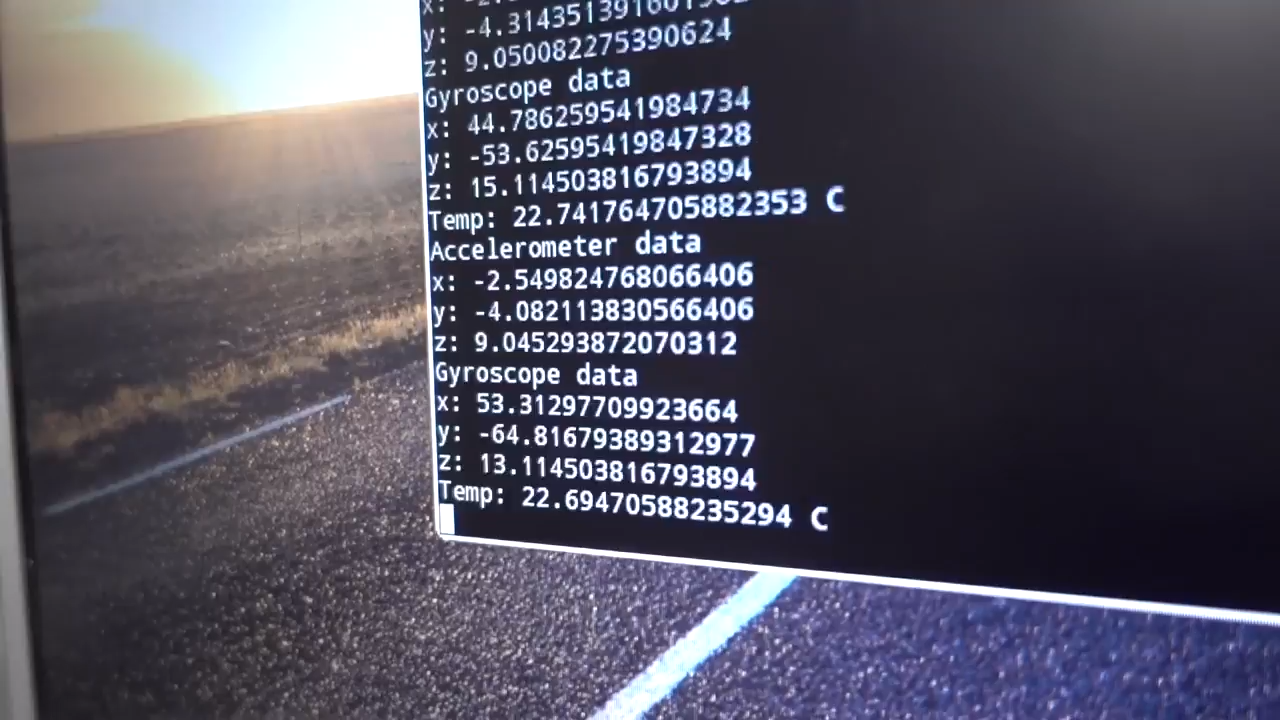 y: -4.3143513916015
z: 9.050082275390624
Gyroscope data
x: 44.786259541984734
y: -53.62595419847328
z: 15.114503816793894
Temp: 22.741764705882353 C
Accelerometer data
x: -2.549824768066406
y: -4.082113830566406
z: 9.045293872070312
Gyroscope data
x: 53.31297709923664
y: -64.81679389312977
z: 13.114503816793894
Temp: 22.69470588235294 C